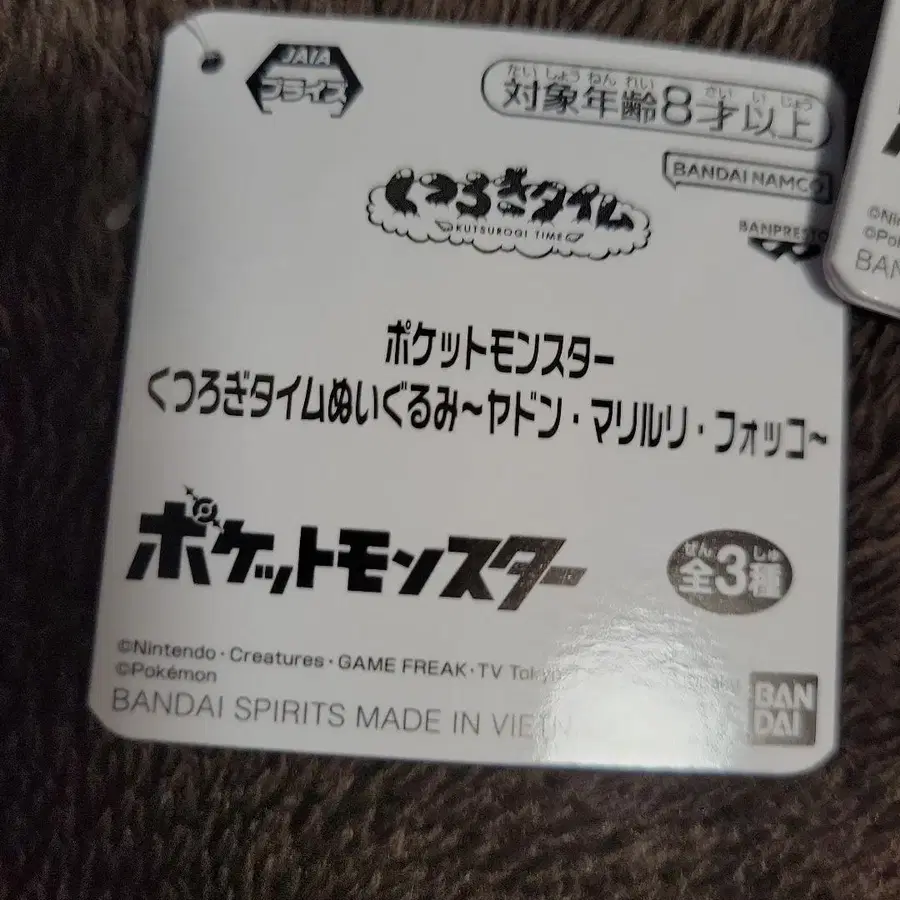 JAIA
プライズ
たいしょうねんれい さいいじょう
対象年齢8才以上
くつろぎタイム
KUTSUROGI TIME
BANDAI NAMCO
BANPRESTO
ポケットモンスター
くつろぎタイムぬいぐるみ~ヤドン・マリルリ・フォッコ~
ポケットモンスター
ぜん しゅ
全3種
©Nintendo・Creatures・GAME FREAK・TV
©Pokémon
BANDAI SPIRITS MADE IN
BAN
DAI